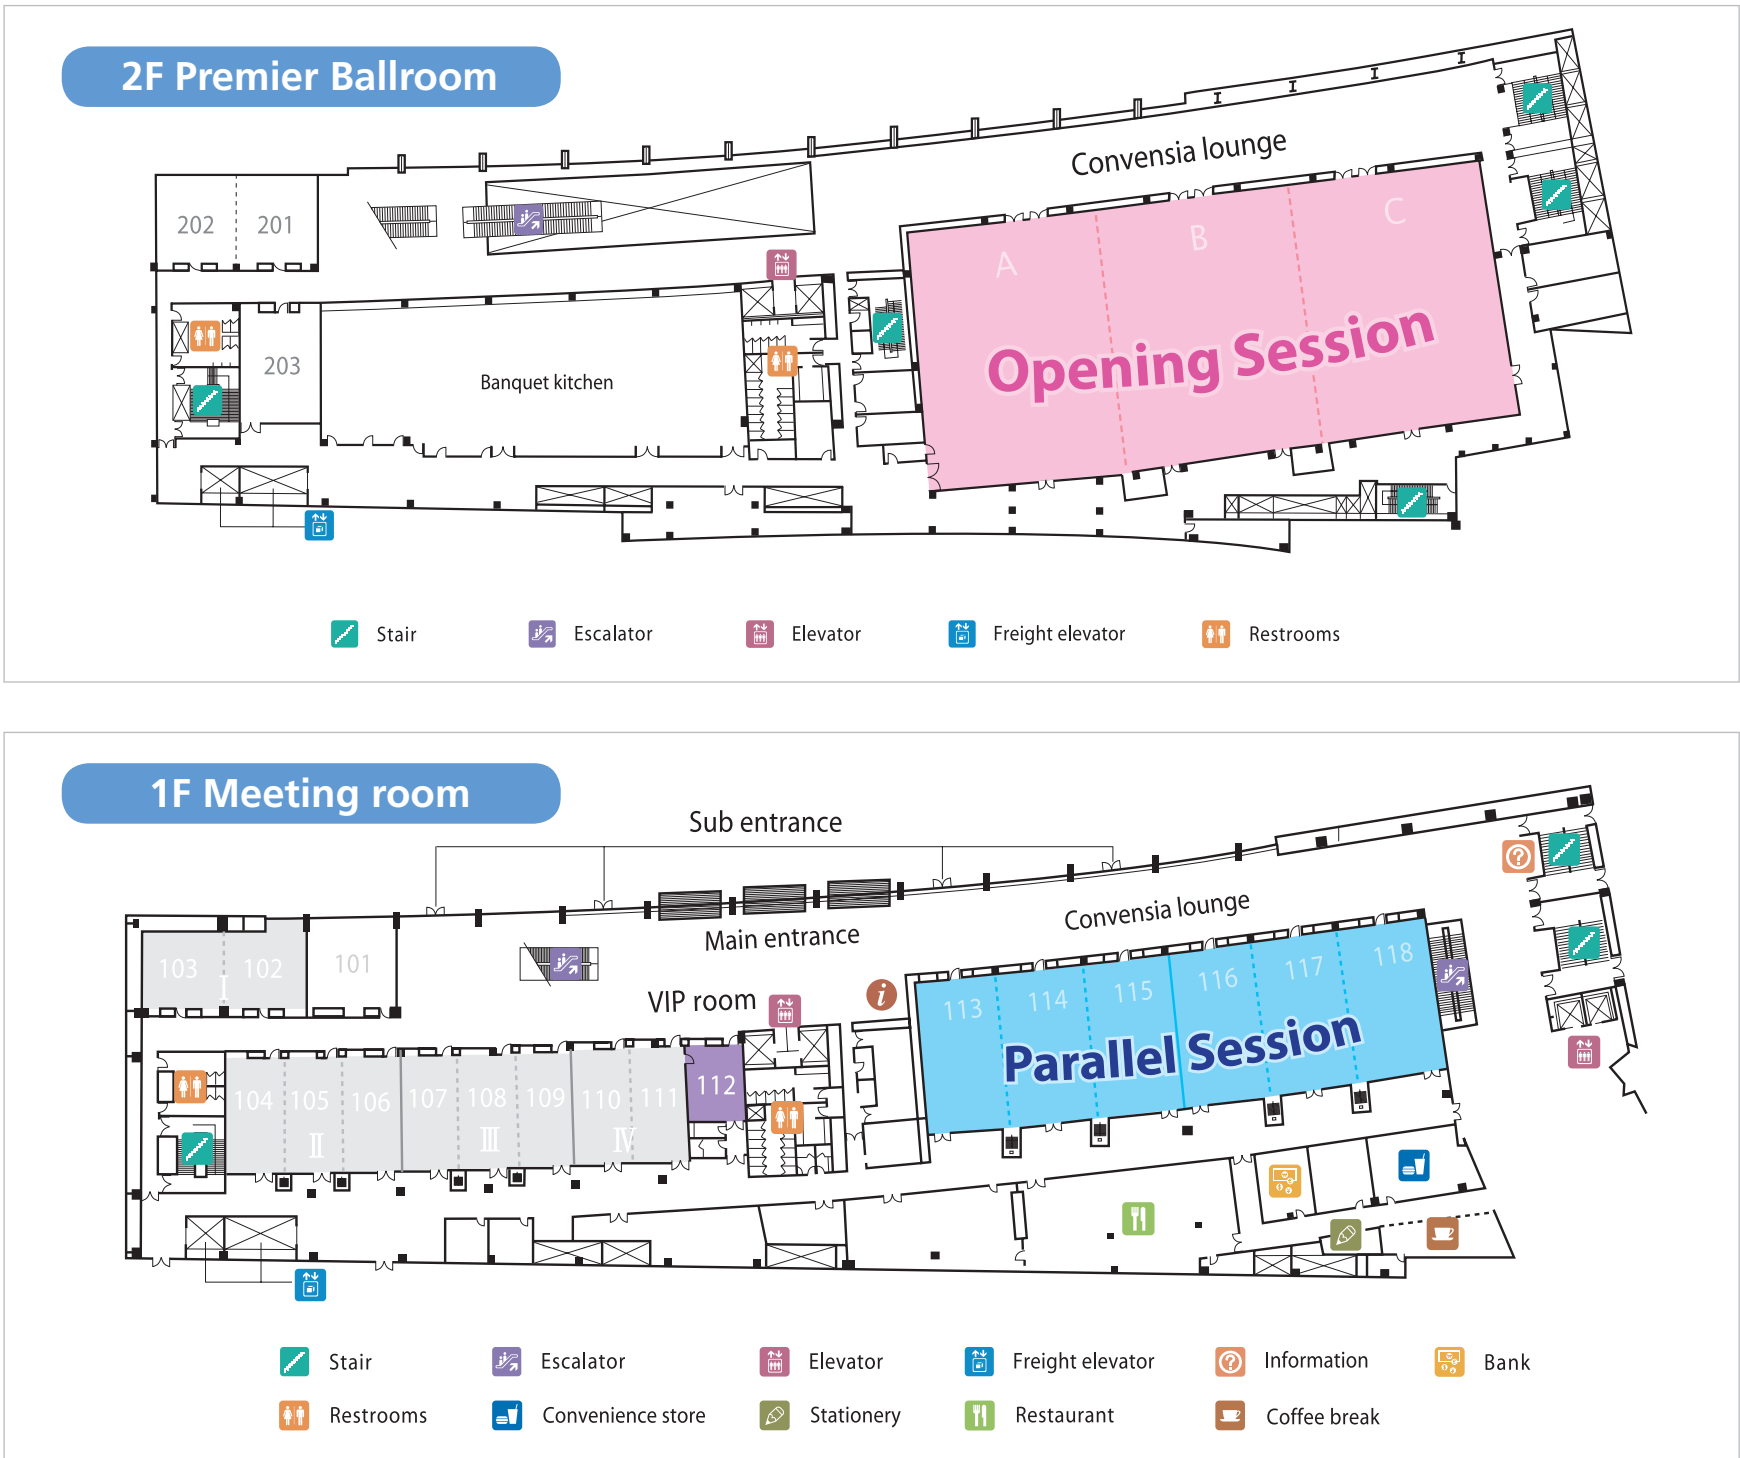 2F Premier Ballroom
Convensia lounge
202
201
A
B
C
Opening Session
203
Banquet kitchen
Stair
Escalator
Elevator
Freight elevator
Restrooms
1F Meeting room
Sub entrance
Main entrance
Convensia lounge
VIP room
i
103
102
101
I
113
114
115
116
117
118
Parallel Session
104
105
106
107
108
109
110
111
112
II
III
IV
Stair
Escalator
Elevator
Freight elevator
Information
Bank
Restrooms
Convenience store
Stationery
Restaurant
Coffee break